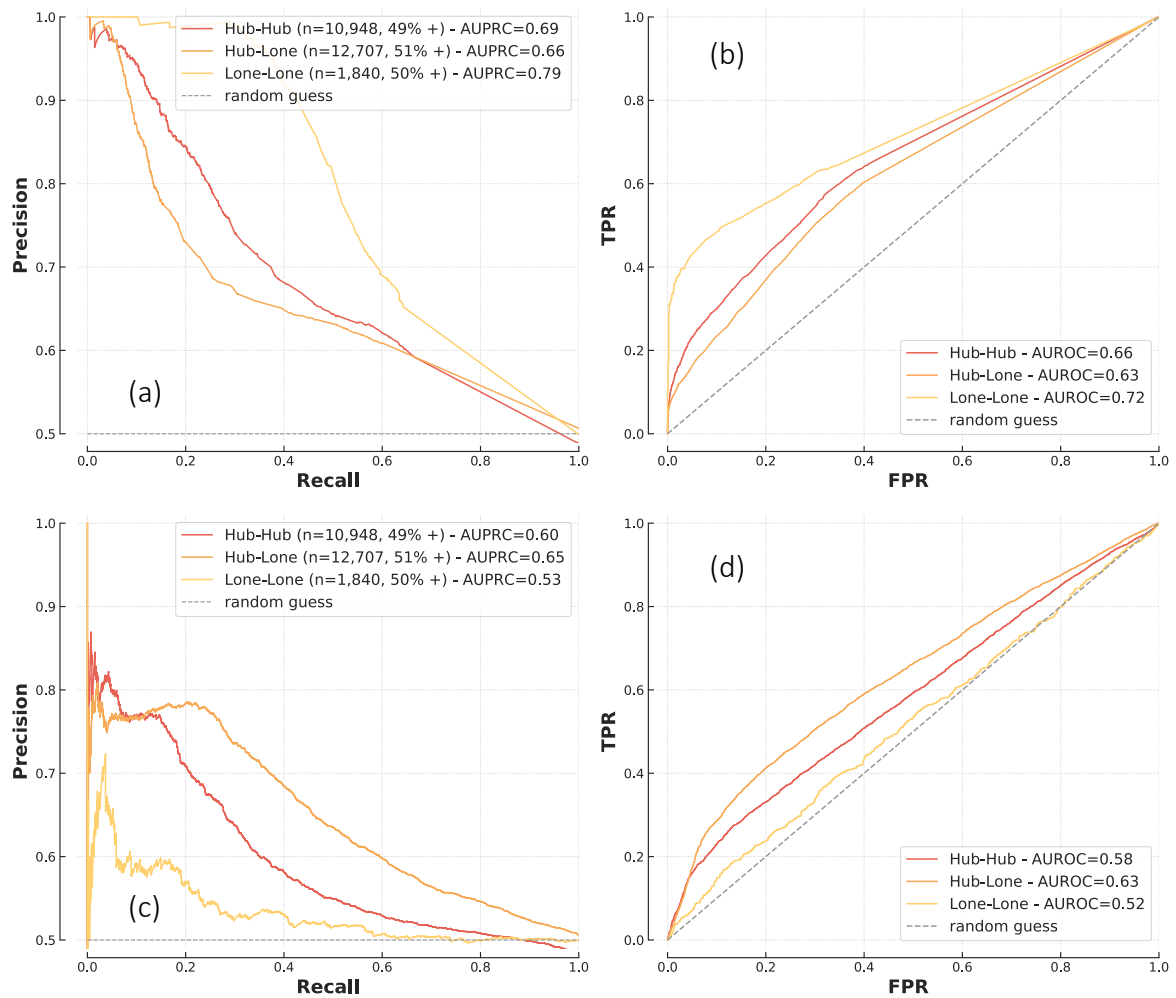 1.0
0.9
0.8
0.7
0.6
0.5
Precision
0.0
0.2
0.4
0.6
0.8
1.0
Recall
Hub-Hub (n=10,948, 49% +) - AUPRC=0.69
Hub-Lone (n=12,707, 51% +) - AUPRC=0.66
Lone-Lone (n=1,840, 50% +) - AUPRC=0.79
random guess
(a)
(b)
1.0
0.8
0.6
0.4
0.2
0.0
TPR
Hub-Hub - AUROC=0.66
Hub-Lone - AUROC=0.63
Lone-Lone - AUROC=0.72
random guess
0.0
0.2
0.4
0.6
0.8
1.0
FPR
1.0
0.9
0.8
0.7
0.6
0.5
Precision
Hub-Hub (n=10,948, 49% +) - AUPRC=0.60
Hub-Lone (n=12,707, 51% +) - AUPRC=0.65
Lone-Lone (n=1,840, 50% +) - AUPRC=0.53
random guess
(c)
0.0
0.2
0.4
0.6
0.8
1.0
Recall
(d)
1.0
0.8
0.6
0.4
0.2
0.0
TPR
Hub-Hub - AUROC=0.58
Hub-Lone - AUROC=0.63
Lone-Lone - AUROC=0.52
random guess
0.0
0.2
0.4
0.6
0.8
1.0
FPR